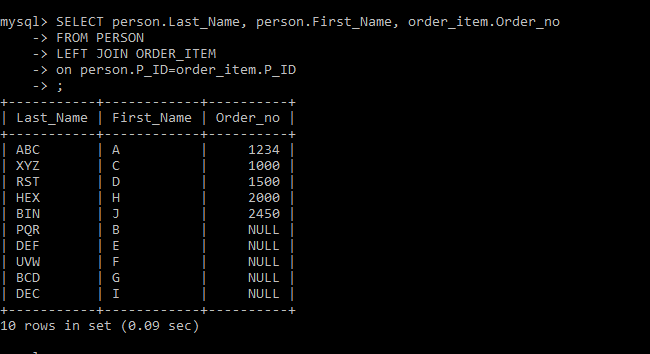 mysql> SELECT person.Last_Name, person.First_Name, order_item.Order_no
    -> FROM PERSON
    -> LEFT JOIN ORDER_ITEM
    -> on person.P_ID=order_item.P_ID
    -> ;
+-----------+------------+----------+
| Last_Name | First_Name | Order_no |
+-----------+------------+----------+
| ABC       | A          |     1234 |
| XYZ       | C          |     1000 |
| RST       | D          |     1500 |
| HEX       | H          |     2000 |
| BIN       | J          |     2450 |
| PQR       | B          |     NULL |
| DEF       | E          |     NULL |
| UVW       | F          |     NULL |
| BCD       | G          |     NULL |
| DEC       | I          |     NULL |
+-----------+------------+----------+
10 rows in set (0.09 sec)